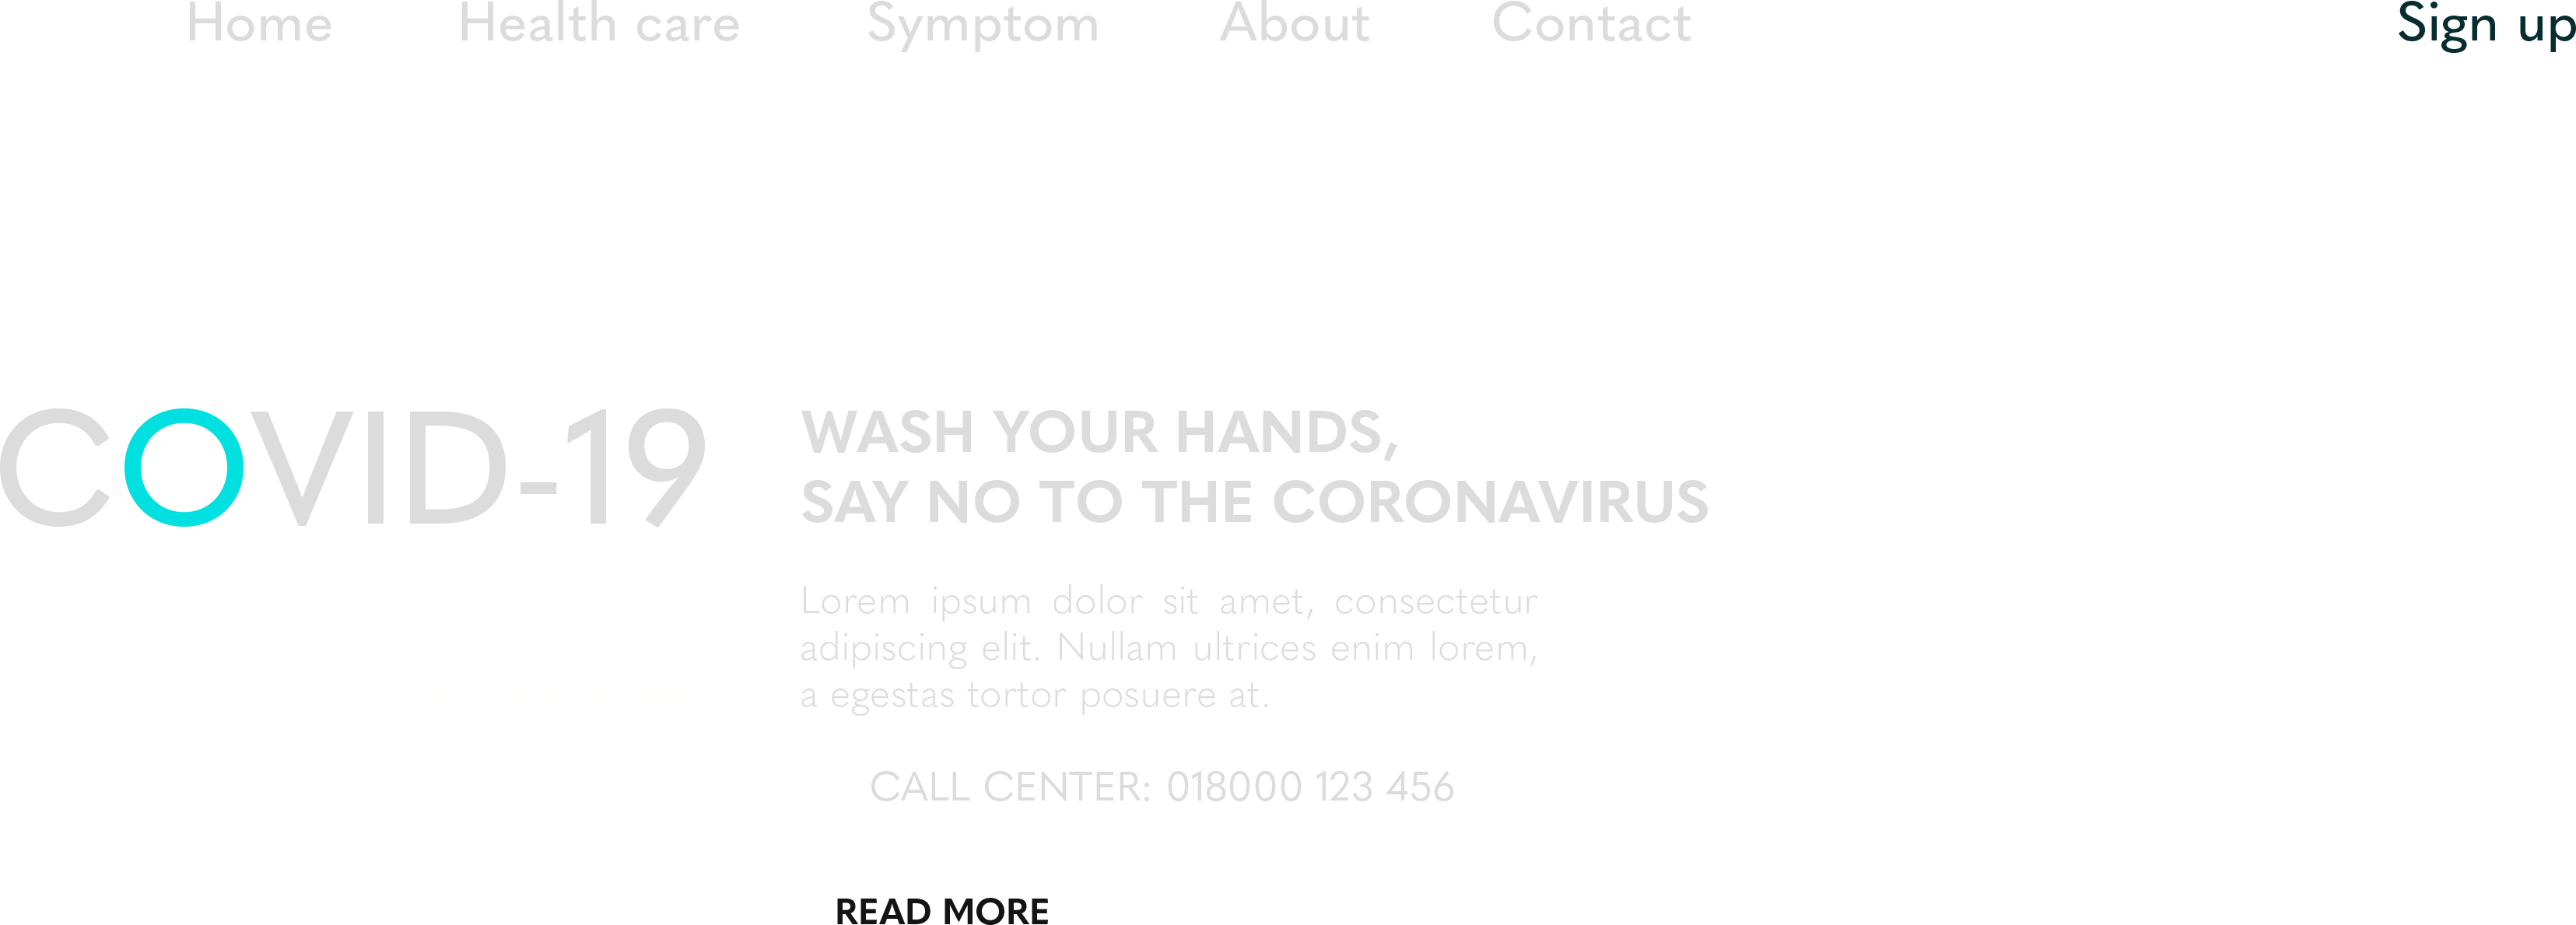 Home Health care Symptom About Contact Sign up
COVID-19
WASH YOUR HANDS,
SAY NO TO THE CORONAVIRUS
Lorem ipsum dolor sit amet, consectetur
adipiscing elit. Nullam ultrices enim lorem,
a egestas tortor posuere at.
CALL CENTER: 018000 123 456
READ MORE